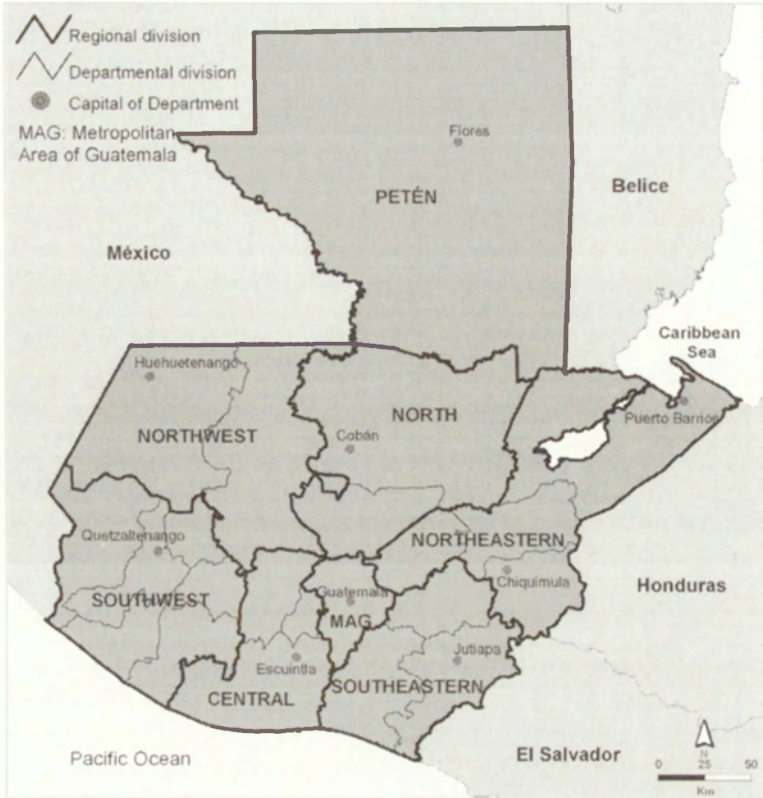 Regional division
Departmental division
Capital of Department
MAG: Metropolitan
Area of Guatemala
Flores
PETÉN
Belice
México
Caribbean
Sea
Huehuetenango
Puerto Barrios
NORTH
NORTHWEST
Cobán
Quetzaltenango
NORTHEASTERN
Chiquimula
Honduras
SOUTHWEST
Guatemala
MAG
Jutiapa
Escuintla
SOUTHEASTERN
CENTRAL
Pacific Ocean
El Salvador
N
0 25 50
Km